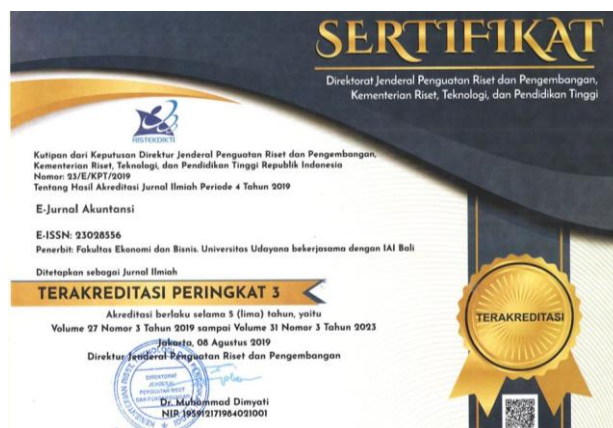 SERTIFIKAT
Direktorat Jenderal Penguatan Riset dan Pengembangan,
Kementerian Riset, Teknologi, dan Pendidikan Tinggi
RISTEKDIKTI
Kutipan dari Keputusan Direktur Jenderal Penguatan Riset dan Pengembangan,
Kementerian Riset, Teknologi, dan Pendidikan Tinggi Republik Indonesia
Nomor: 23/E/KPT/2019
Tentang Hasil Akreditasi Jurnal Ilmiah Periode 4 Tahun 2019
E-Jurnal Akuntansi
E-ISSN: 23028556
Penerbit: Fakultas Ekonomi dan Bisnis. Universitas Udayana bekerjasama dengan IAI Bali
Ditetapkan sebagai Jurnal Ilmiah
TERAKREDITASI PERINGKAT 3
Akreditasi berlaku selama 5 (lima) tahun, yaitu
Volume 27 Nomor 3 Tahun 2019 sampai Volume 31 Nomor 3 Tahun 2023
Jakarta, 08 Agustus 2019
Direktur Jenderal Penguatan Riset dan Pengembangan
DIREKTORAT
JENDERAL
PENGUATAN RISET
DAN PENGEMBANGAN
Dr. Muhammad Dimyati
NIP. 195912171984021001
TERAKREDITASI